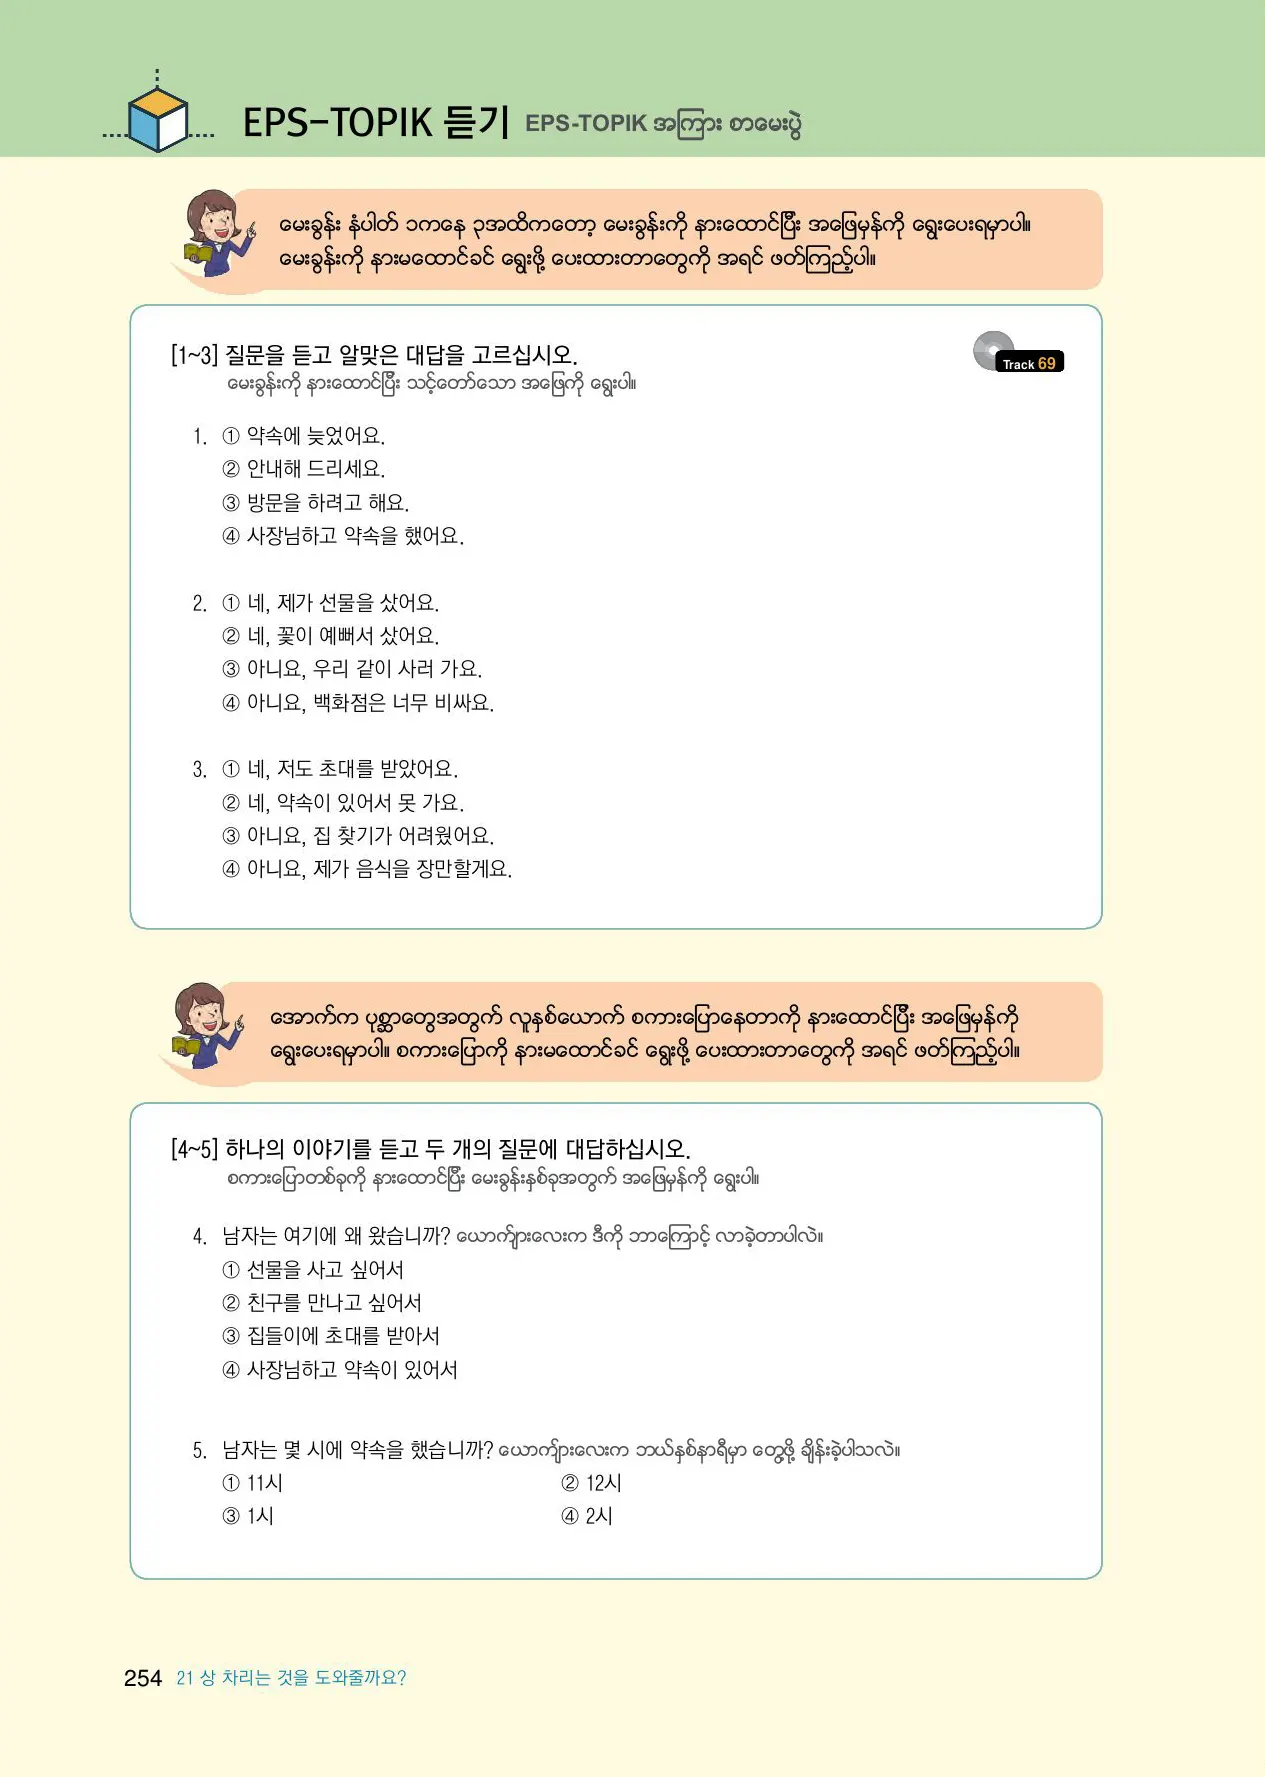 EPS-TOPIK 듣기 EPS-TOPIK အကြား စာမေးပွဲ
မေးခွန်း နံပါတ် ၁ကနေ ၃အထိကတော့ မေးခွန်းကို နားထောင်ပြီး အဖြေမှန်ကို ရွေးပေးရမှာပါ။
မေးခွန်းကို နားမထောင်ခင် ရွေးဖို့ ပေးထားတာတွေကို အရင် ဖတ်ကြည့်ပါ။
[1~3] 질문을 듣고 알맞은 대답을 고르십시오.
Track 69
မေးခွန်းကို နားထောင်ပြီး သင့်တော်သော အဖြေကို ရွေးပါ။
1. ① 약속에 늦었어요.
② 안내해 드리세요.
③ 방문을 하려고 해요.
④ 사장님하고 약속을 했어요.
2. ① 네, 제가 선물을 샀어요.
② 네, 꽃이 예뻐서 샀어요.
③ 아니요, 우리 같이 사러 가요.
④ 아니요, 백화점은 너무 비싸요.
3. ① 네, 저도 초대를 받았어요.
② 네, 약속이 있어서 못 가요.
③ 아니요, 집 찾기가 어려웠어요.
④ 아니요, 제가 음식을 장만할게요.
အောက်က ပုစ္ဆာတွေအတွက် လူနှစ်ယောက် စကားပြောနေတာကို နားထောင်ပြီး အဖြေမှန်ကို
ရွေးပေးရမှာပါ။ စကားပြောကို နားမထောင်ခင် ရွေးဖို့ ပေးထားတာတွေကို အရင် ဖတ်ကြည့်ပါ။
[4~5] 하나의 이야기를 듣고 두 개의 질문에 대답하십시오.
စကားပြောတစ်ခုကို နားထောင်ပြီး မေးခွန်းနှစ်ခုအတွက် အဖြေမှန်ကို ရွေးပါ။
4. 남자는 여기에 왜 왔습니까? ယောက်ျားလေးက ဒီကို ဘာကြောင့် လာခဲ့တာပါလဲ။
① 선물을 사고 싶어서
② 친구를 만나고 싶어서
③ 집들이에 초대를 받아서
④ 사장님하고 약속이 있어서
5. 남자는 몇 시에 약속을 했습니까? ယောက်ျားလေးက ဘယ်နှစ်နာရီမှာ တွေ့ဖို့ ချိန်းခဲ့ပါသလဲ။
① 11시 ② 12시
③ 1시 ④ 2시
254 21 상 차리는 것을 도와줄까요?